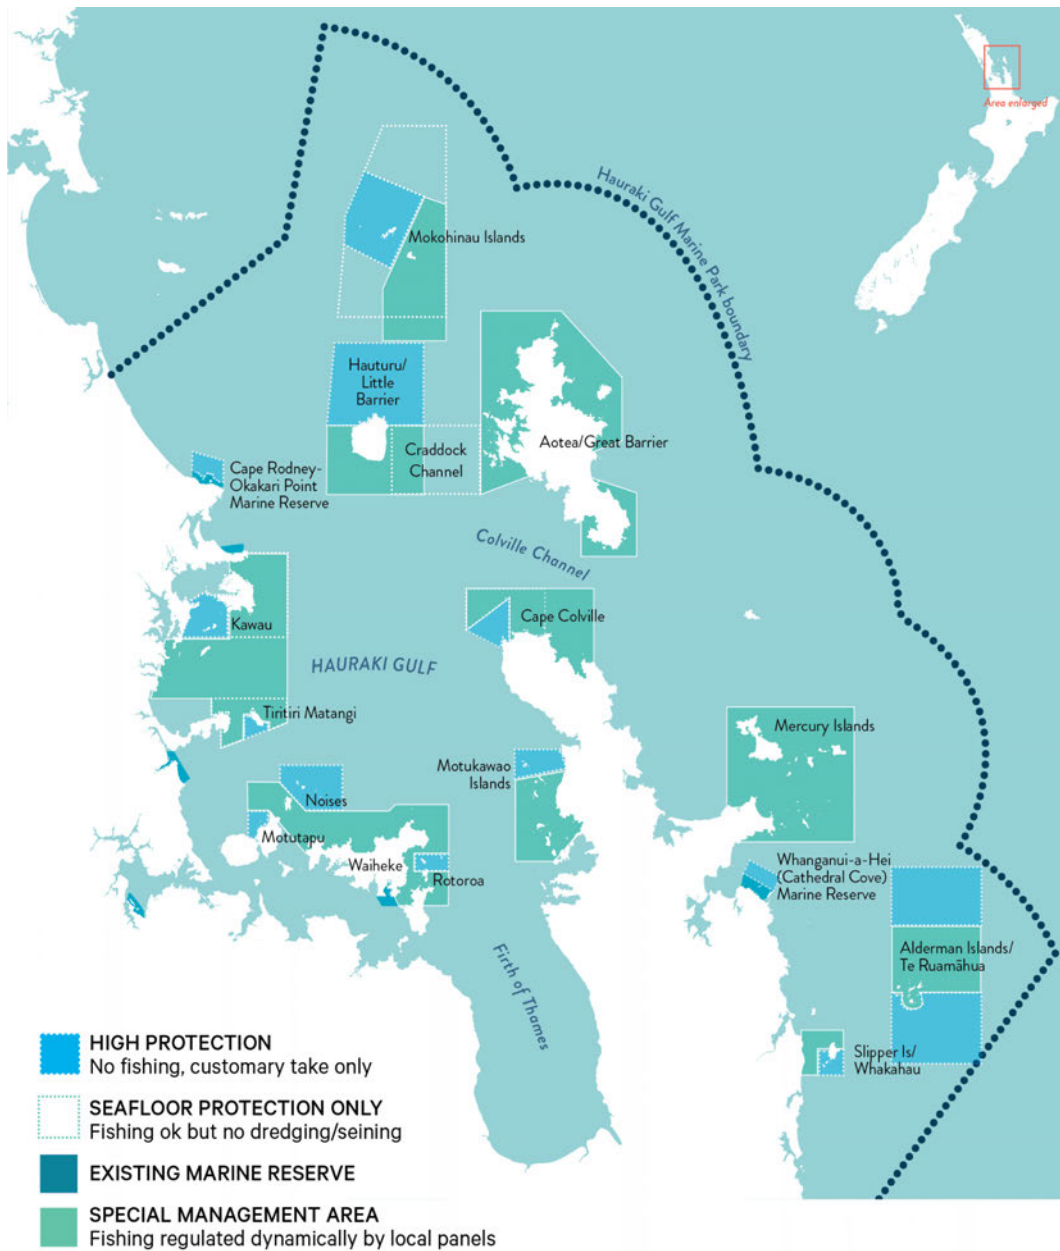 Area enlarged
Hauraki Gulf Marine Park boundary
Mokohinau Islands
Hauturu/
Little
Barrier
Aotea/Great Barrier
Craddock
Channel
Cape Rodney-
Okakari Point
Marine Reserve
Colville Channel
Cape Colville
Kawau
HAURAKI GULF
Tiritiri Matangi
Mercury Islands
Motukawao
Islands
Noises
Motutapu
Waiheke
Rotoroa
Whanganui-a-Hei
(Cathedral Cove)
Marine Reserve
Alderman Islands/
Te Ruamāhua
Firth of Thames
Slipper Is/
Whakahau
HIGH PROTECTION
No fishing, customary take only
SEAFLOOR PROTECTION ONLY
Fishing ok but no dredging/seining
EXISTING MARINE RESERVE
SPECIAL MANAGEMENT AREA
Fishing regulated dynamically by local panels